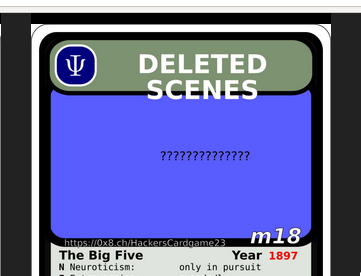 Ψ
DELETED
SCENES
??????????????
m18
https://0x8.ch/HackersCardgame23
The Big Five Year 1897
N Neuroticism: only in pursuit